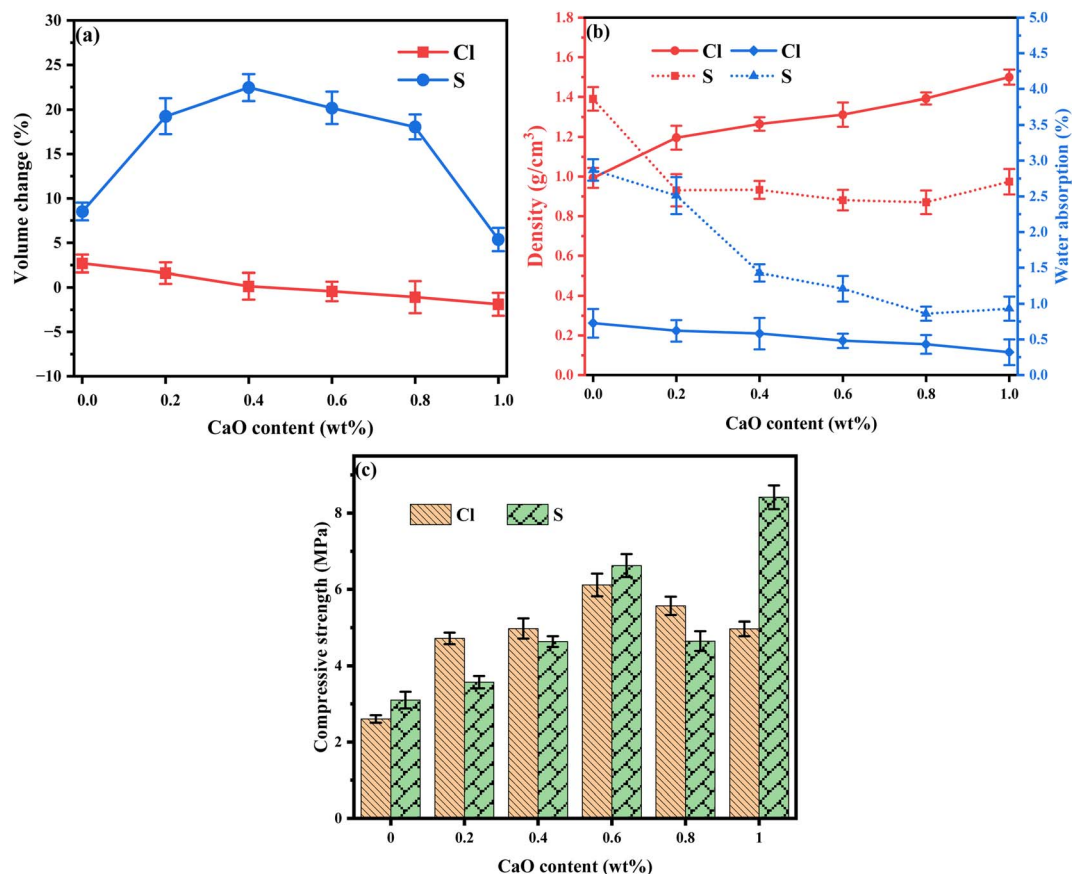 (a)
Cl
S
Volume change (%)
30
25
20
15
10
5
0
−5
−10
0.0 0.2 0.4 0.6 0.8 1.0
CaO content (wt%)
(b)
Cl Cl
S S
Density (g/cm³)
1.8
1.6
1.4
1.2
1.0
0.8
0.6
0.4
0.2
0.0
Water absorption (%)
5.0
4.5
4.0
3.5
3.0
2.5
2.0
1.5
1.0
0.5
0.0
0.0 0.2 0.4 0.6 0.8 1.0
CaO content (wt%)
(c)
Cl S
Compressive strength (MPa)
8
6
4
2
0
0 0.2 0.4 0.6 0.8 1
CaO content (wt%)